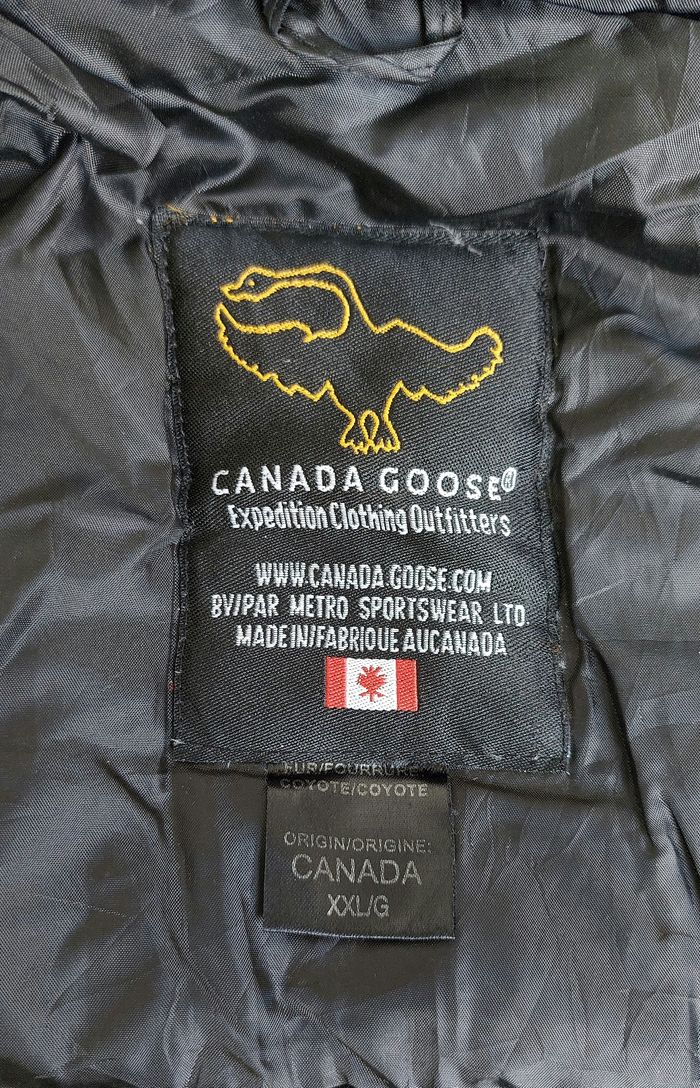 CANADA GOOSE®
Expedition Clothing Outfitters
WWW.CANADA.GOOSE.COM
BY/PAR METRO SPORTSWEAR LTD.
MADE IN/FABRIQUE AU CANADA
FUR/FOURRURE:
COYOTE/COYOTE
ORIGIN/ORIGINE:
CANADA
XXL/G